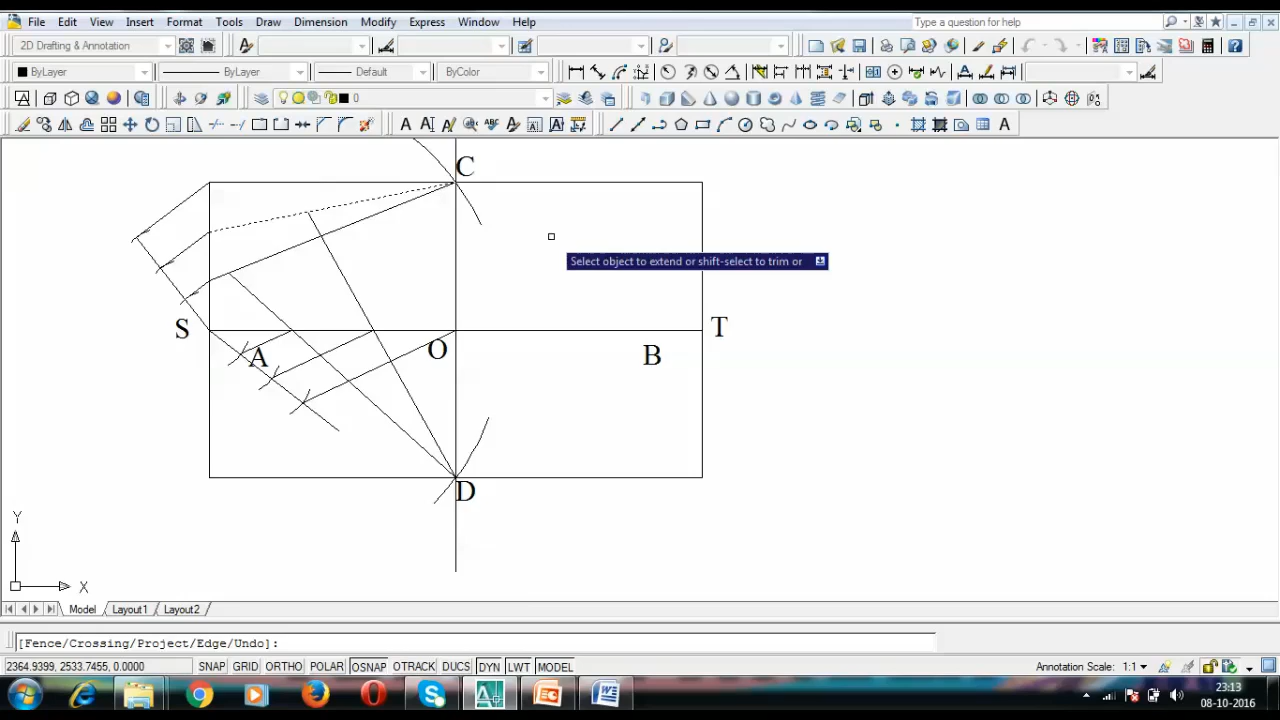 File Edit View Insert Format Tools Draw Dimension Modify Express Window Help Type a question for help
2D Drafting & Annotation
ByLayer ByLayer Default ByColor
0
C
Select object to extend or shift-select to trim or
S T
A O B
D
Y
X
Model Layout1 Layout2
[Fence/Crossing/Project/Edge/Undo]:
2364.9399, 2533.7455, 0.0000 SNAP GRID ORTHO POLAR OSNAP OTRACK DUCS DYN LWT MODEL Annotation Scale: 1:1
23:13
08-10-2016